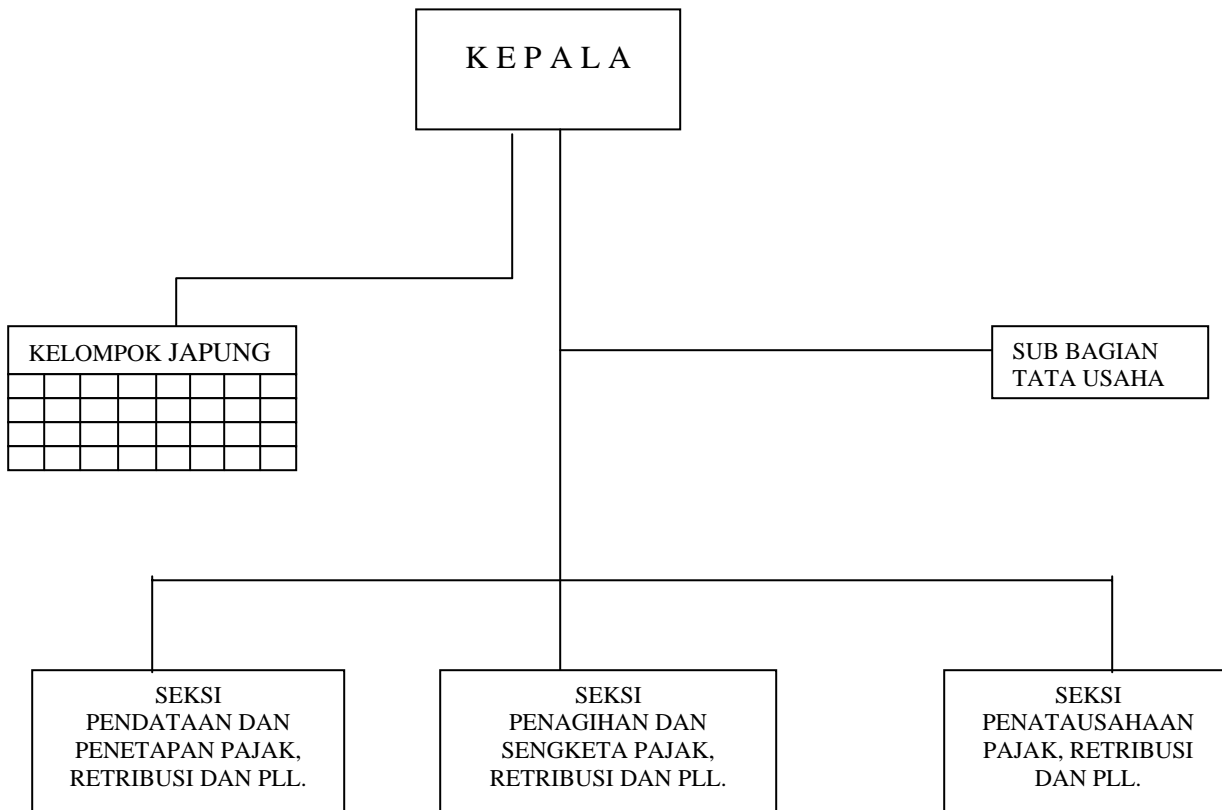 K E P A L A
KELOMPOK JAPUNG
SUB BAGIAN
TATA USAHA
SEKSI
PENDATAAN DAN
PENETAPAN PAJAK,
RETRIBUSI DAN PLL.
SEKSI
PENAGIHAN DAN
SENGKETA PAJAK,
RETRIBUSI DAN PLL.
SEKSI
PENATAUSAHAAN
PAJAK, RETRIBUSI
DAN PLL.